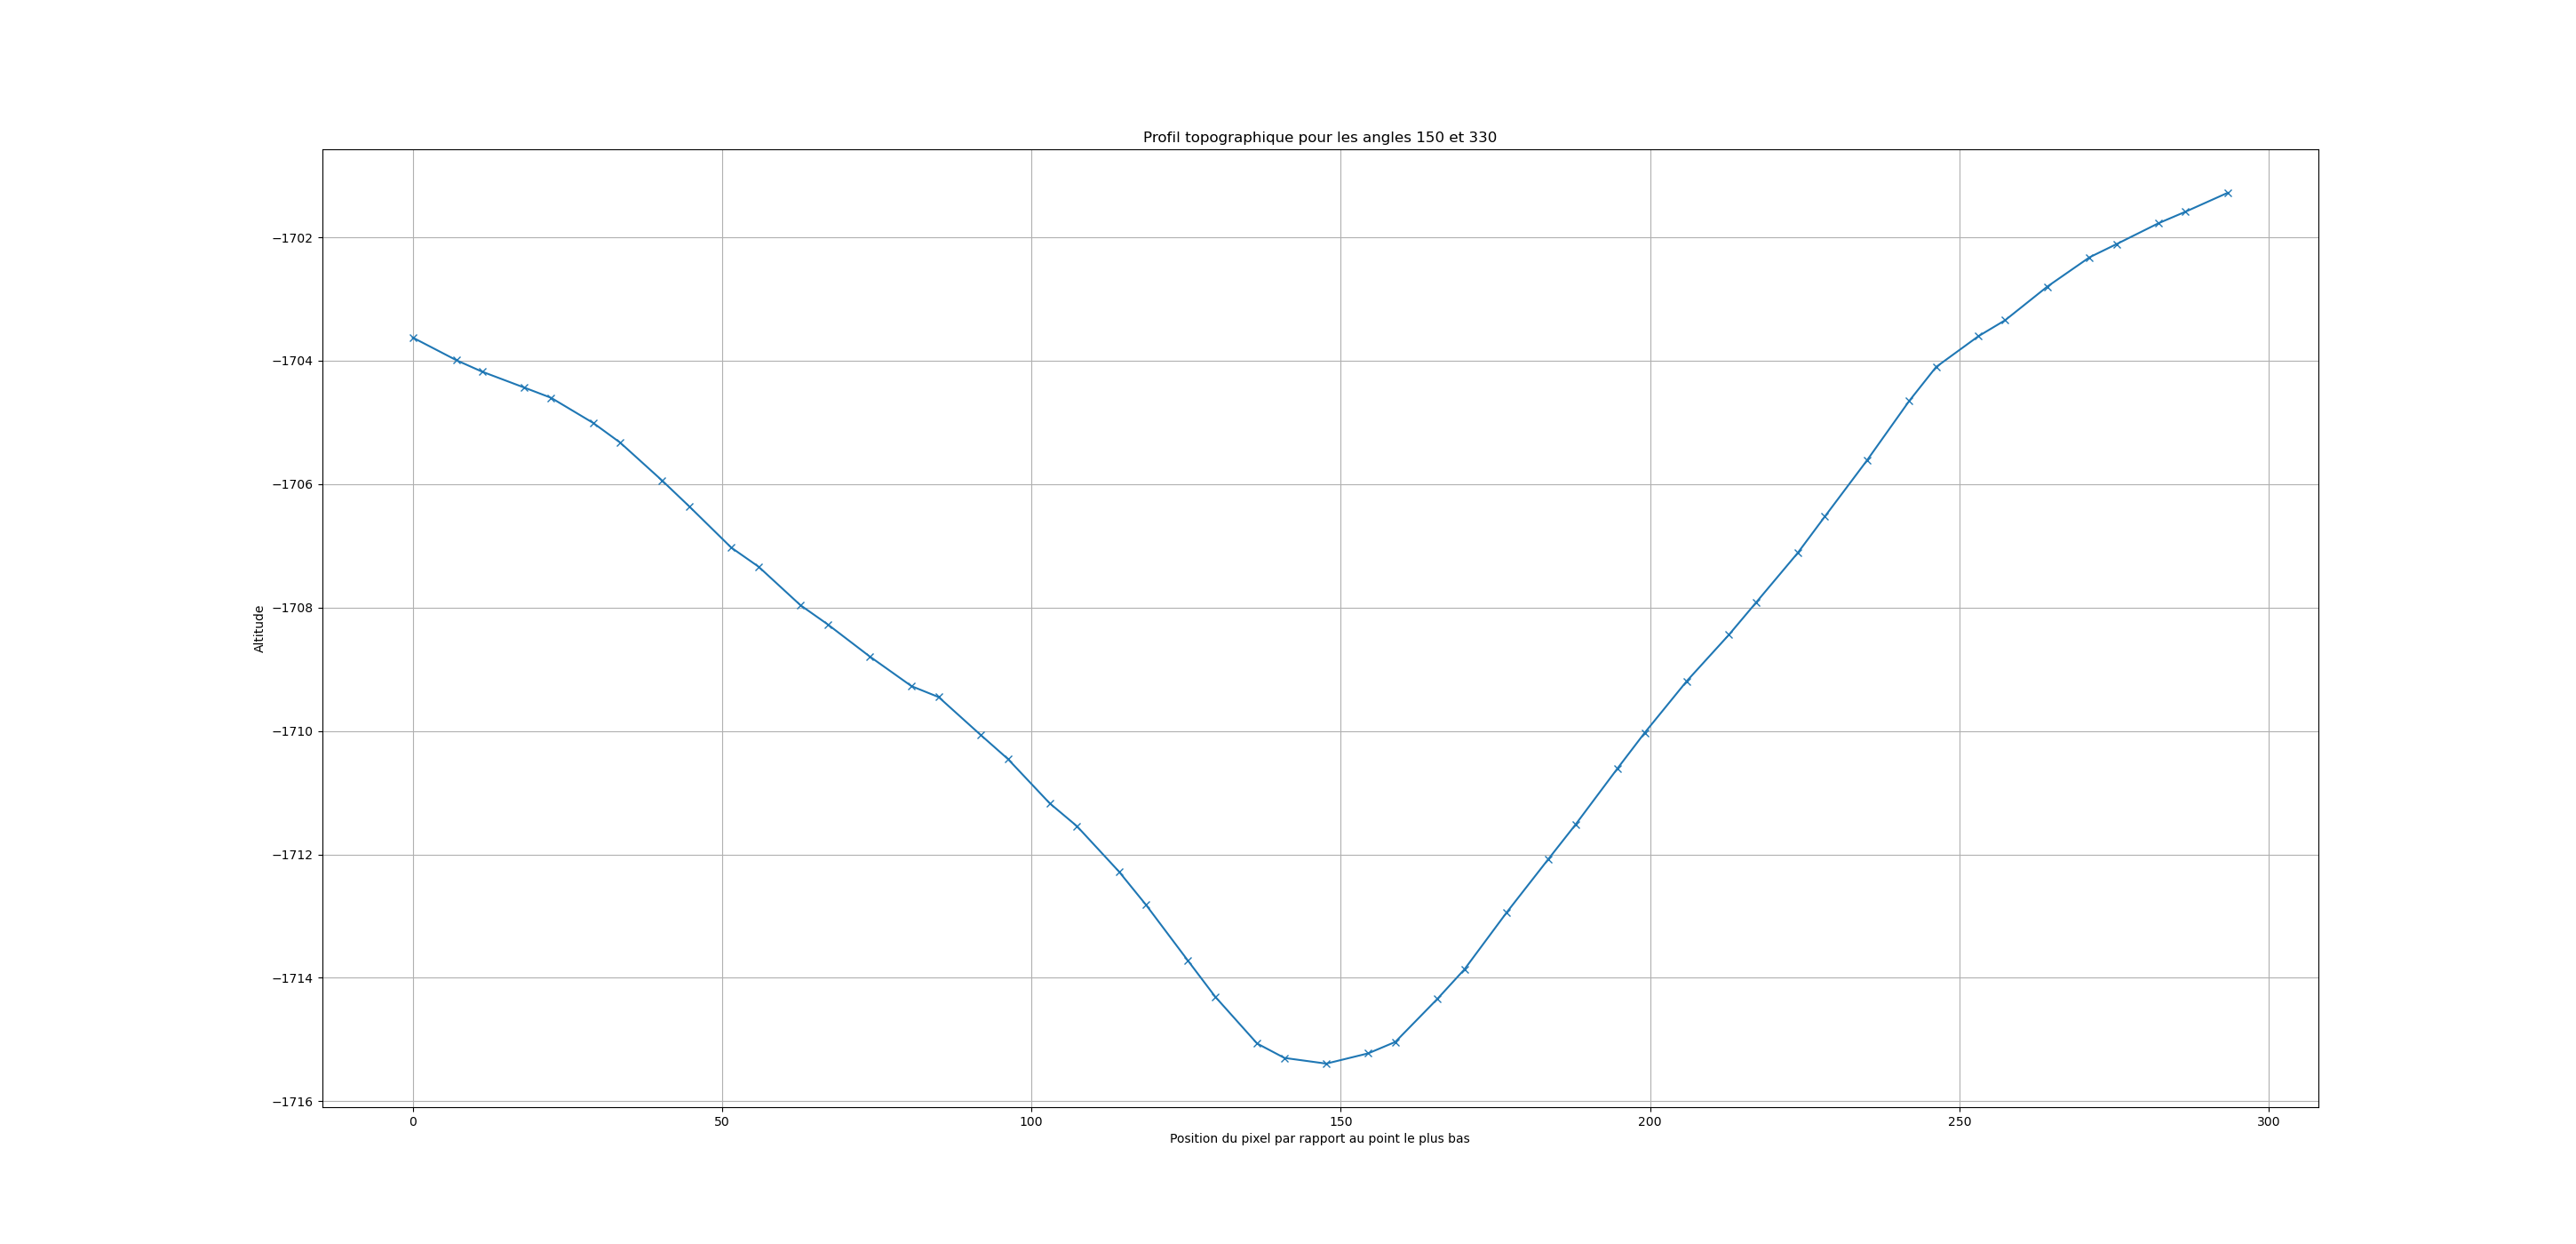 Profil topographique pour les angles 150 et 330
−1702
−1704
−1706
−1708
−1710
−1712
−1714
−1716
Altitude
0 50 100 150 200 250 300
Position du pixel par rapport au point le plus bas